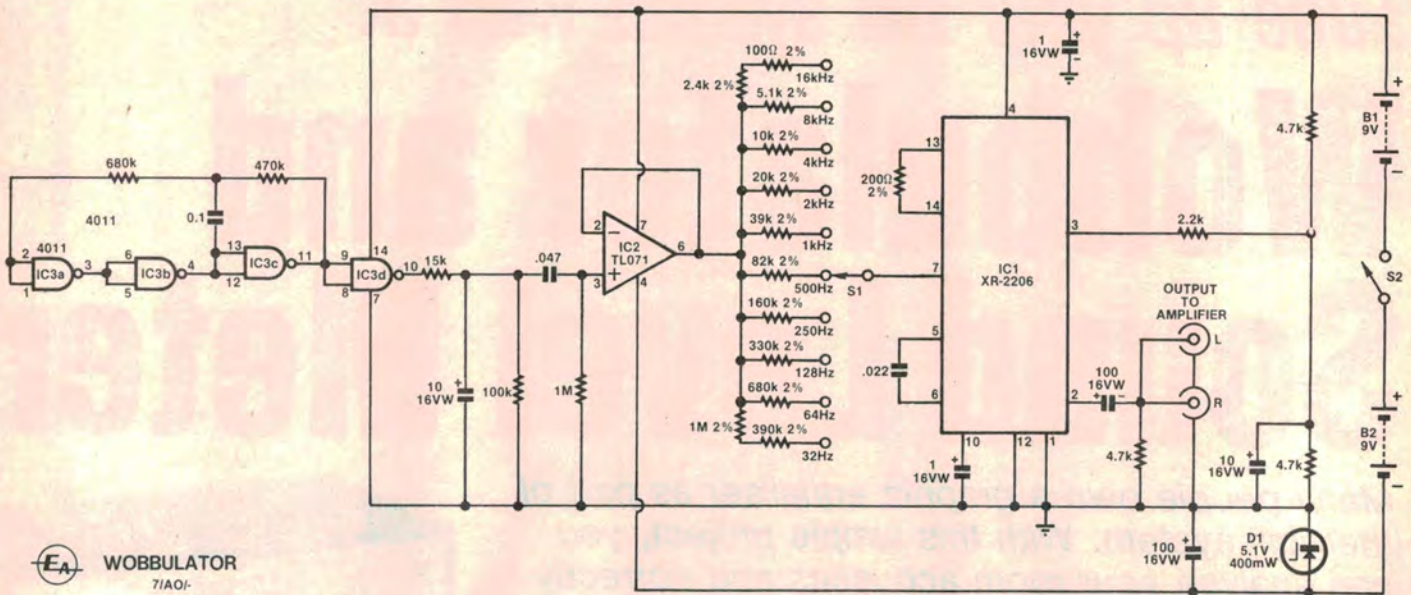 100Ω 2%
16kHz
2.4k 2%
5.1k 2%
8kHz
10k 2%
4kHz
20k 2%
2kHz
39k 2%
1kHz
82k 2%
500Hz
S1
160k 2%
250Hz
330k 2%
128Hz
680k 2%
64Hz
1M 2%
390k 2%
32Hz
680k
470k
0.1
4011
4011
2
1
IC3a
3
6
5
IC3b
4
13
12
IC3c
11
9
8
14
IC3d
7
10
15k
10
16VW
+
100k
.047
1M
2
−
3
+
7
IC2
TL071
6
4
7
13
200Ω
2%
14
5
.022
6
4
IC1
XR-2206
3
2
10
12
1
1
16VW
+
1
16VW
+
−
2.2k
4.7k
OUTPUT
TO
AMPLIFIER
L
R
100
16VW
+
−
4.7k
10
16VW
+
4.7k
100
16VW
+
D1
5.1V
400mW
+
B1
9V
−
S2
+
B2
9V
−
EA
WOBBULATOR
7/AO/-